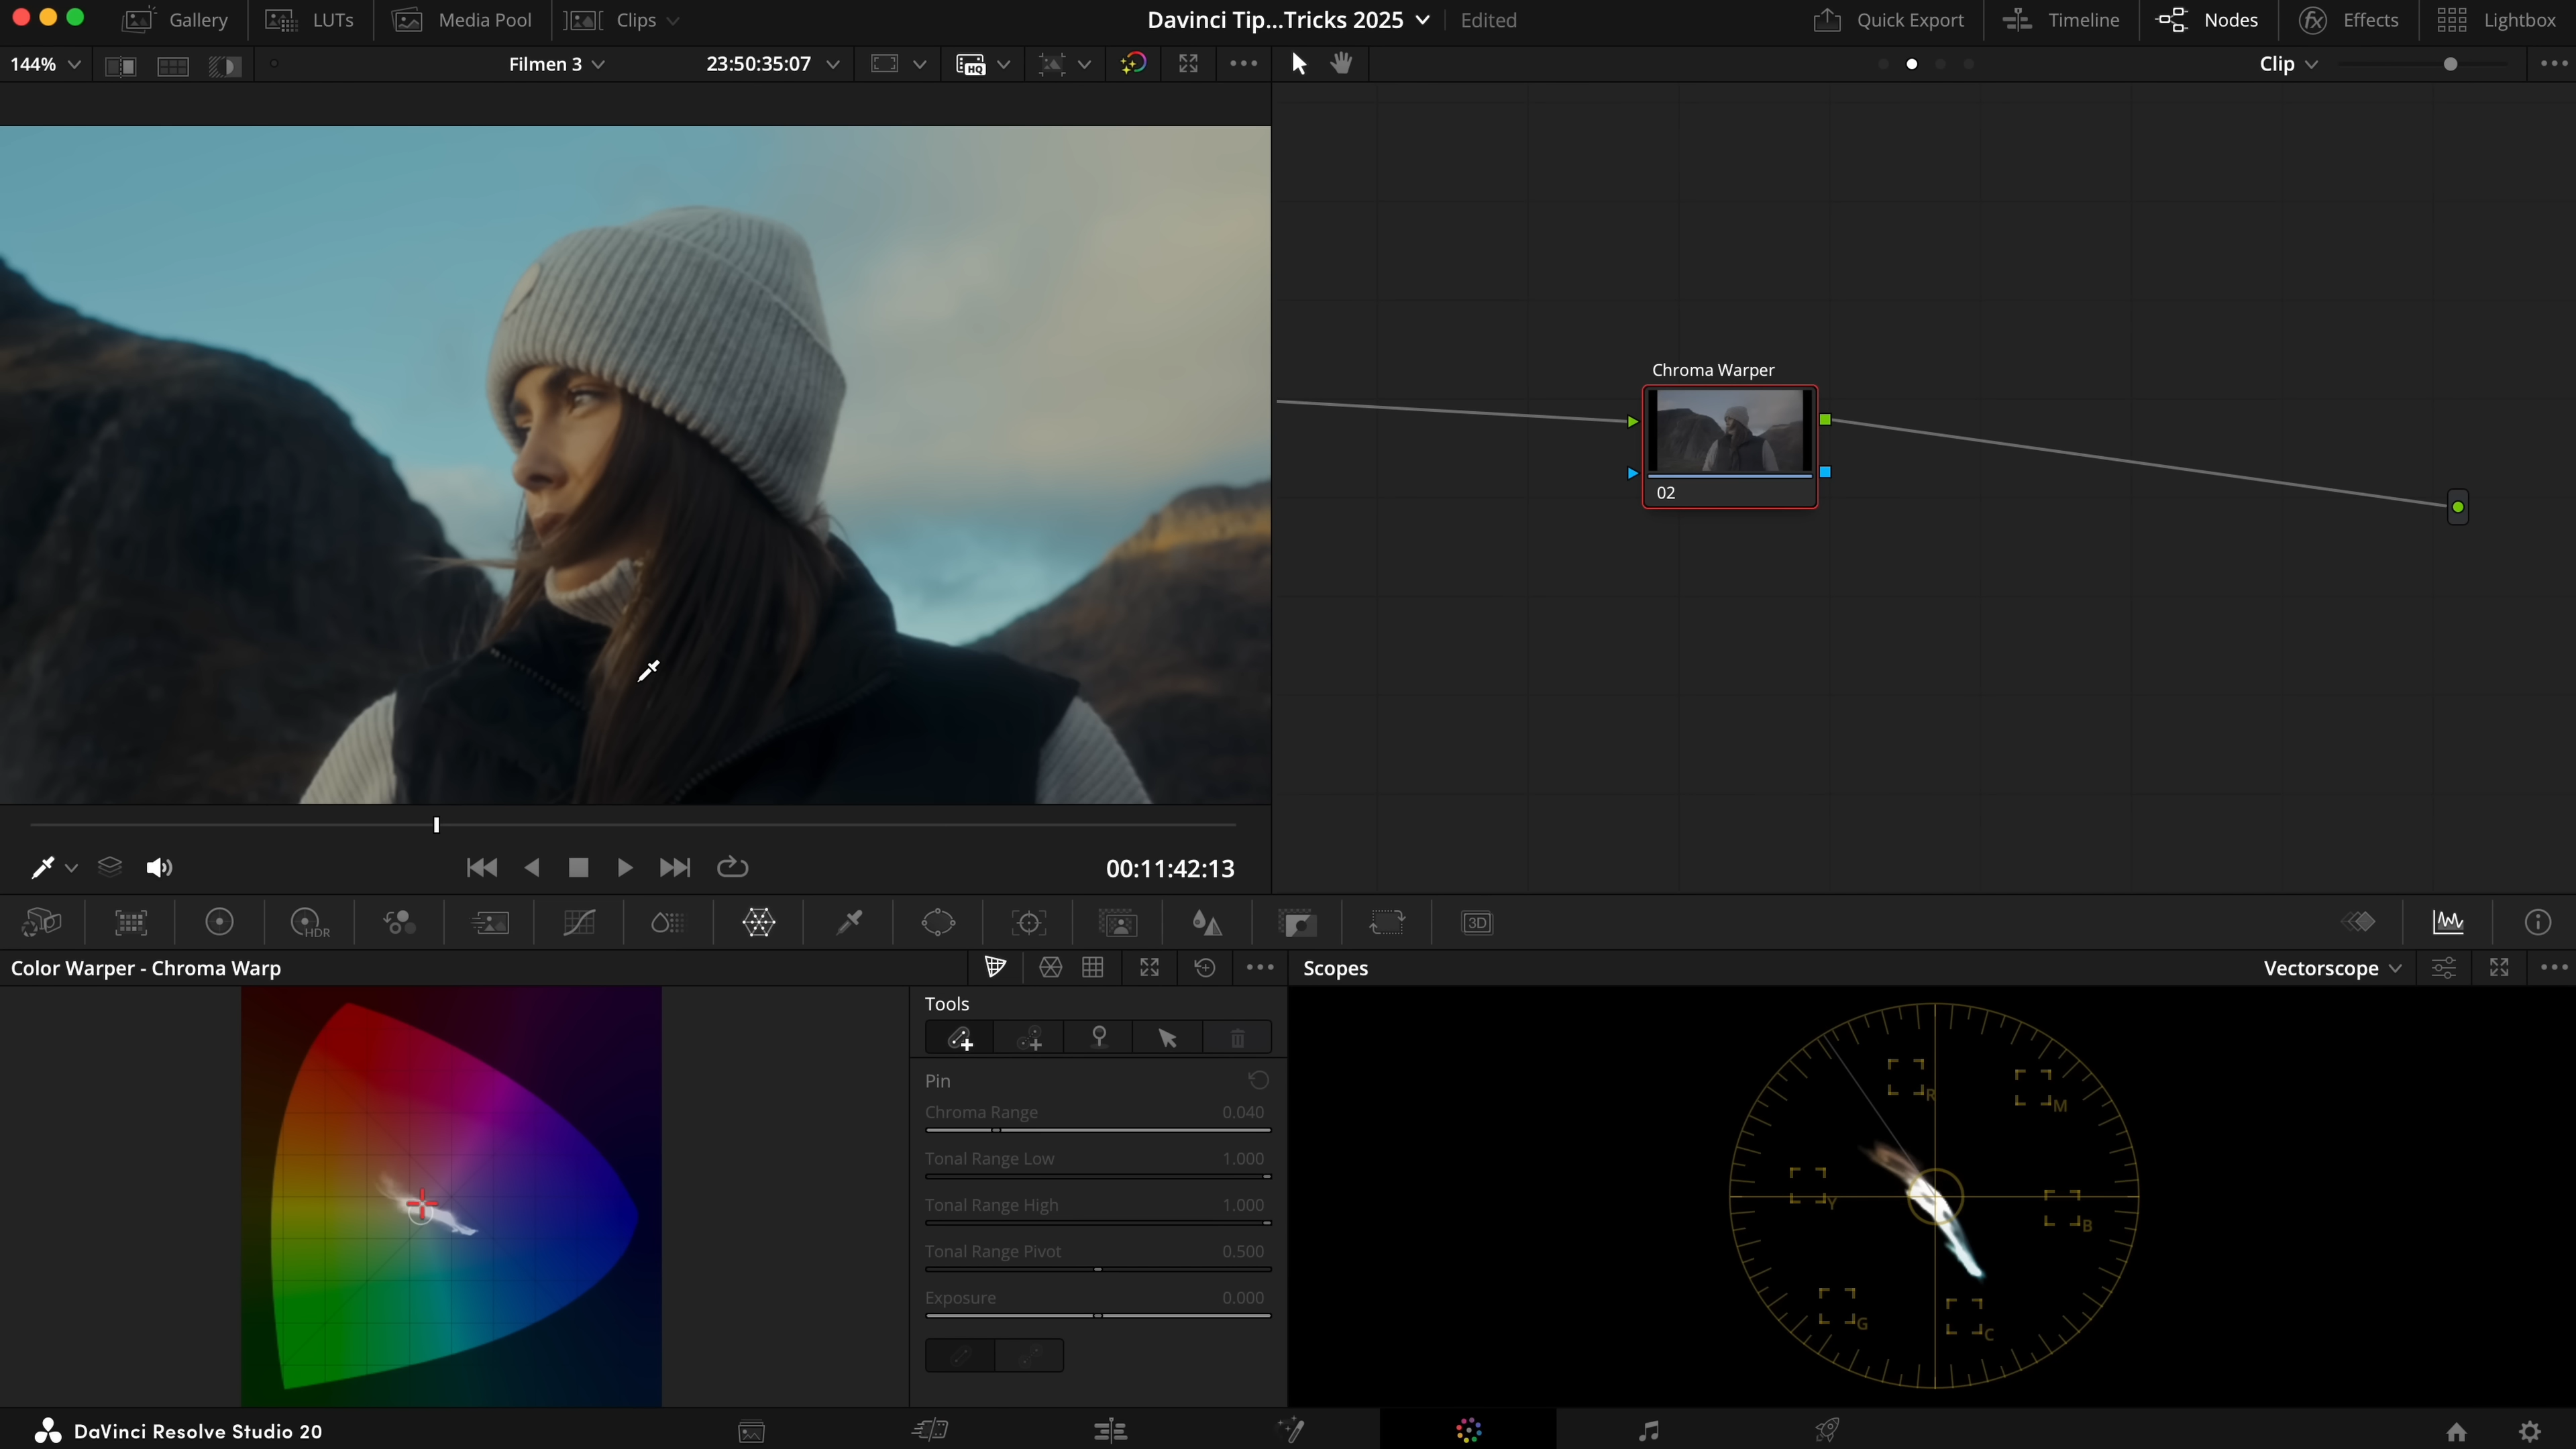 Gallery LUTs Media Pool Clips Davinci Tip...Tricks 2025 Edited Quick Export Timeline Nodes fx Effects Lightbox
144% Filmen 3 23:50:35:07 HQ Clip
Chroma Warper
02
00:11:42:13
HDR 3D
Color Warper - Chroma Warp
Scopes Vectorscope
Tools
Pin
Chroma Range 0.040
Tonal Range Low 1.000
Tonal Range High 1.000
Tonal Range Pivot 0.500
Exposure 0.000
R
M
Y
B
G
C
DaVinci Resolve Studio 20